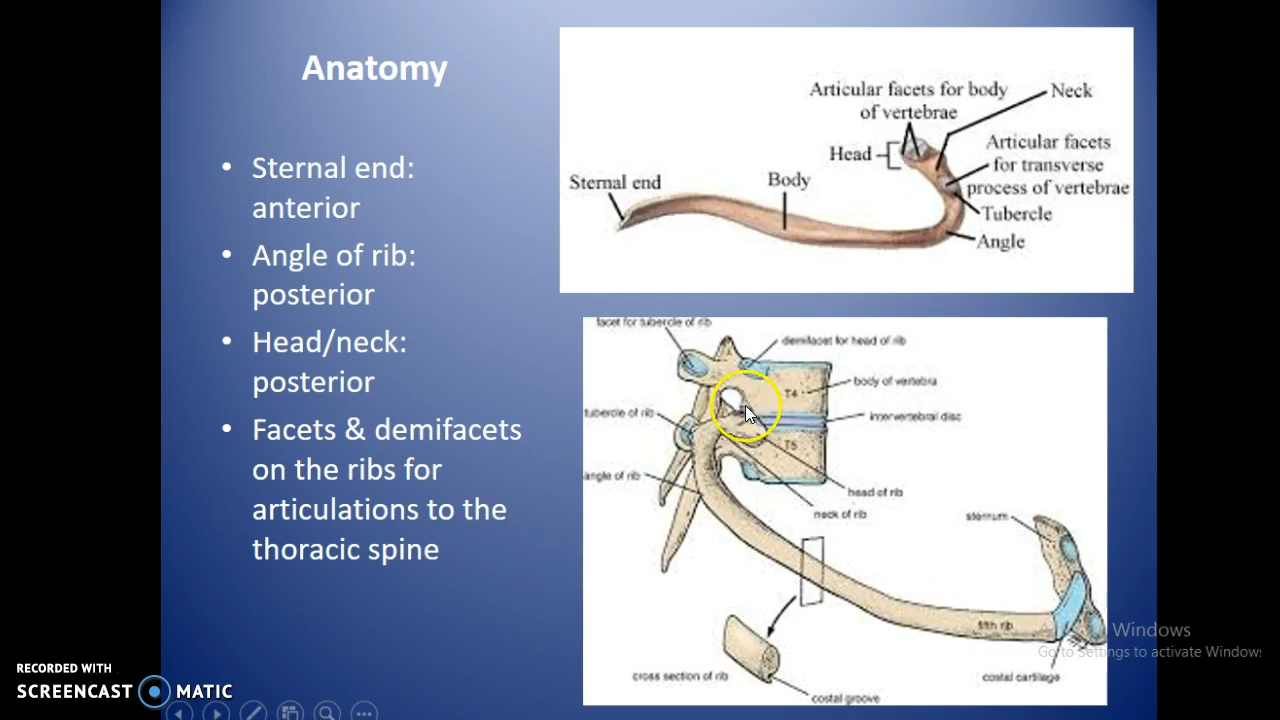 Anatomy
• Sternal end:
anterior
• Angle of rib:
posterior
• Head/neck:
posterior
• Facets & demifacets
on the ribs for
articulations to the
thoracic spine
Articular facets for body
of vertebrae
Neck
Head
Articular facets
for transverse
process of vertebrae
Sternal end
Body
Tubercle
Angle
facet for tubercle of rib
demifacet for head of rib
T4
body of vertebra
tubercle of rib
intervertebral disc
T5
angle of rib
head of rib
neck of rib
sternum
fifth rib
cross section of rib
costal groove
costal cartilage
Windows
Go to Settings to activate Windows
RECORDED WITH
SCREENCAST MATIC